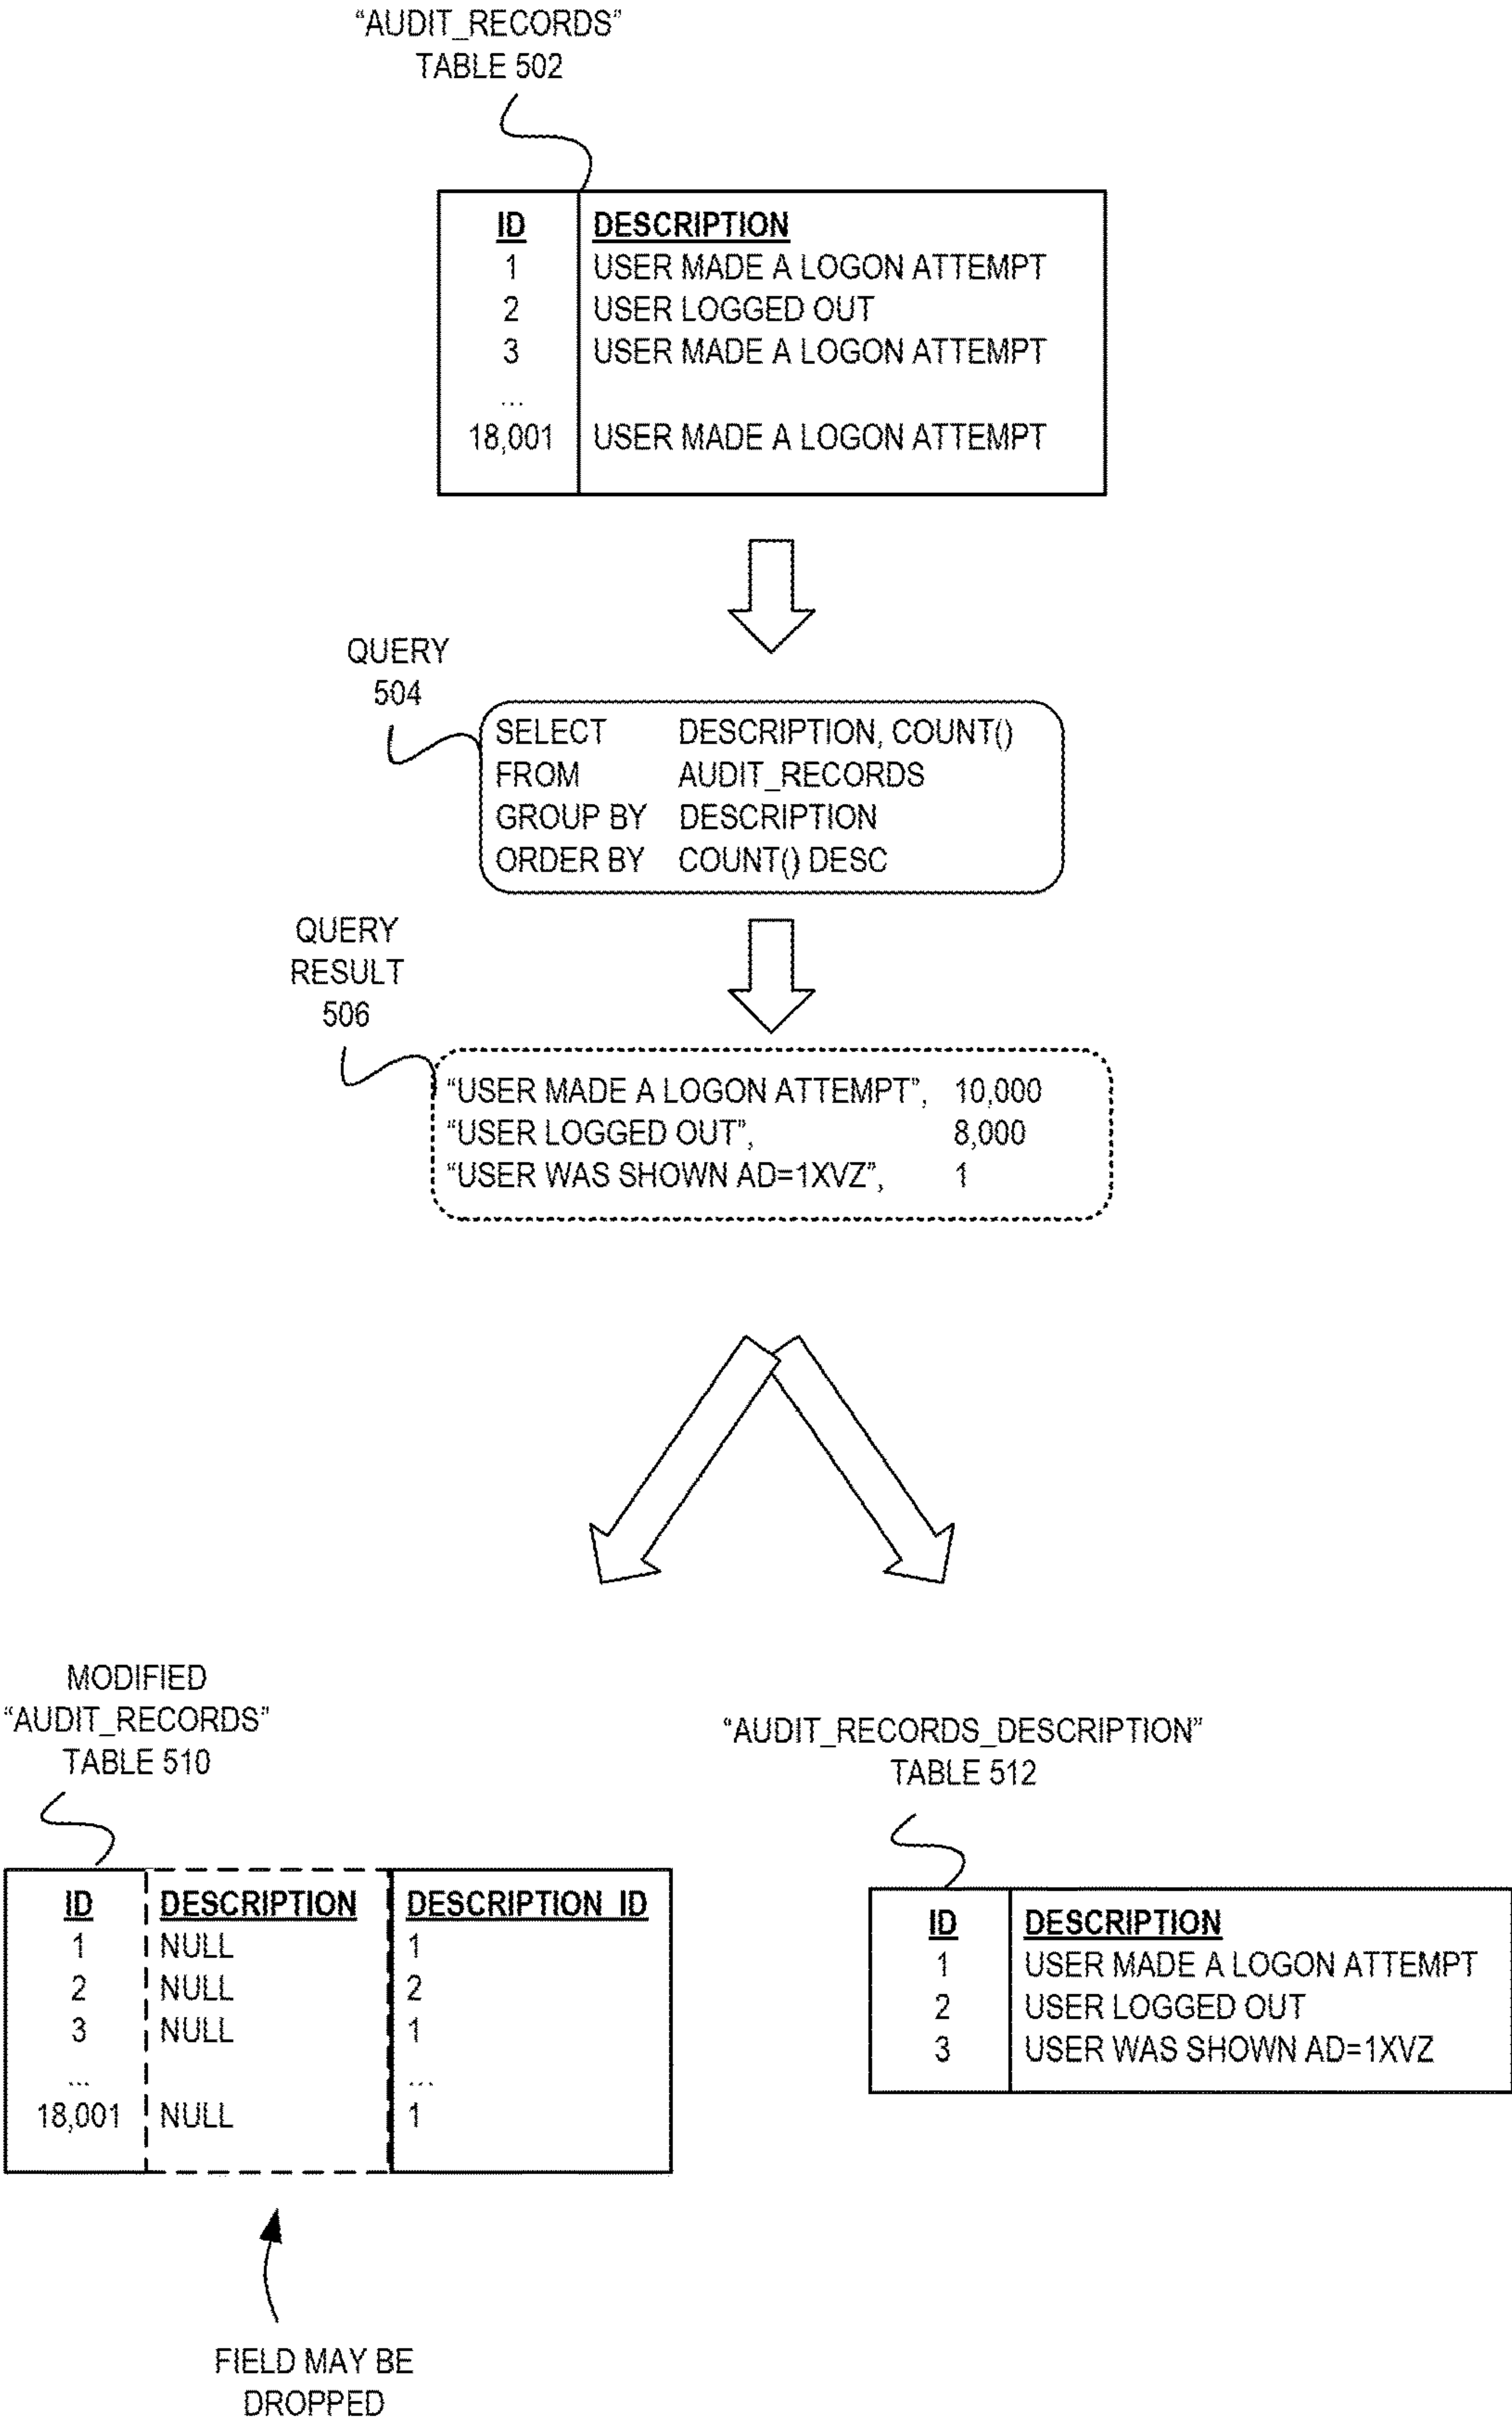 “AUDIT_RECORDS”
TABLE 502
ID DESCRIPTION
1 USER MADE A LOGON ATTEMPT
2 USER LOGGED OUT
3 USER MADE A LOGON ATTEMPT
...
18,001 USER MADE A LOGON ATTEMPT
QUERY
504
SELECT DESCRIPTION, COUNT()
FROM AUDIT_RECORDS
GROUP BY DESCRIPTION
ORDER BY COUNT() DESC
QUERY
RESULT
506
“USER MADE A LOGON ATTEMPT”, 10,000
“USER LOGGED OUT”, 8,000
“USER WAS SHOWN AD=1XVZ”, 1
MODIFIED
“AUDIT_RECORDS”
TABLE 510
ID DESCRIPTION DESCRIPTION_ID
1 NULL 1
2 NULL 2
3 NULL 1
... ...
18,001 NULL 1
FIELD MAY BE
DROPPED
“AUDIT_RECORDS_DESCRIPTION”
TABLE 512
ID DESCRIPTION
1 USER MADE A LOGON ATTEMPT
2 USER LOGGED OUT
3 USER WAS SHOWN AD=1XVZ